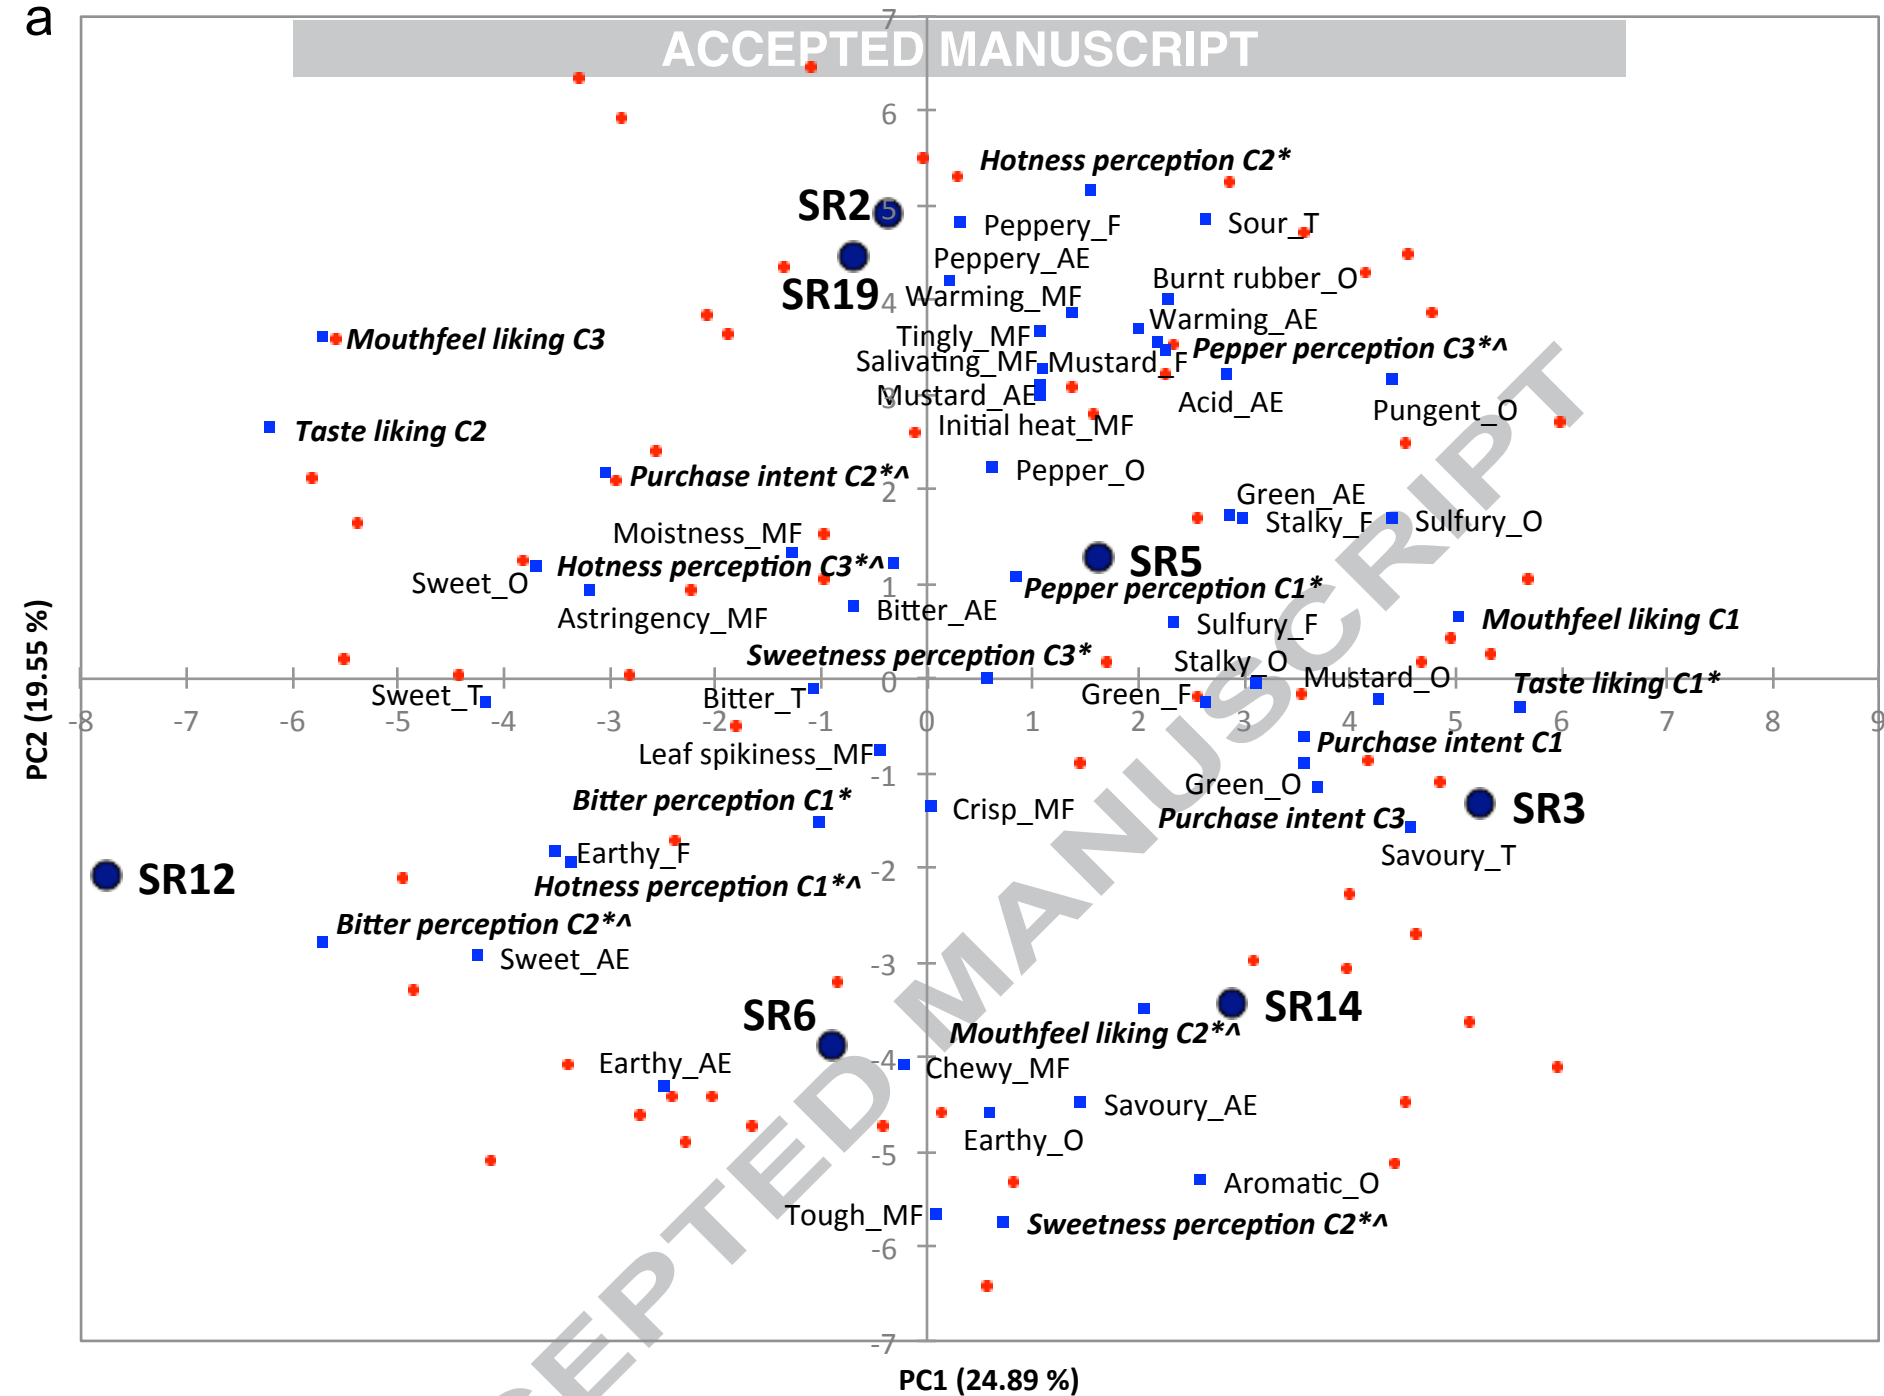 a
7
ACCEPTED MANUSCRIPT
6
Hotness perception C2*
SR2
5
Peppery_F
Sour_T
Peppery_AE
SR19
4
Warming_MF
Burnt rubber_O
Tingly_MF
Warming_AE
Mouthfeel liking C3
Salivating_MF
Mustard_F
Pepper perception C3*^
3
Mustard_AE
Acid_AE
Pungent_O
Initial heat_MF
Taste liking C2
Purchase intent C2*^
Pepper_O
2
Green_AE
Moistness_MF
Stalky_F
Sulfury_O
Hotness perception C3*^
SR5
Sweet_O
1
Pepper perception C1*
Astringency_MF
Bitter_AE
Sulfury_F
Mouthfeel liking C1
Sweetness perception C3*
Stalky_O
0
Mustard_O
Taste liking C1*
Sweet_T
Bitter_T
Green_F
-8 -7 -6 -5 -4 -3 -2 -1 0 1 2 3 4 5 6 7 8 9
PC2 (19.55 %)
Leaf spikiness_MF
Purchase intent C1
-1
Green_O
Bitter perception C1*
Crisp_MF
Purchase intent C3
SR3
Earthy_F
Savoury_T
-2
SR12
Hotness perception C1*^
Bitter perception C2*^
Sweet_AE
-3
SR6
SR14
Mouthfeel liking C2*^
-4
Earthy_AE
Chewy_MF
Savoury_AE
Earthy_O
-5
Aromatic_O
Tough_MF
Sweetness perception C2*^
-6
-7
PC1 (24.89 %)
ACCEPTED MANUSCRIPT